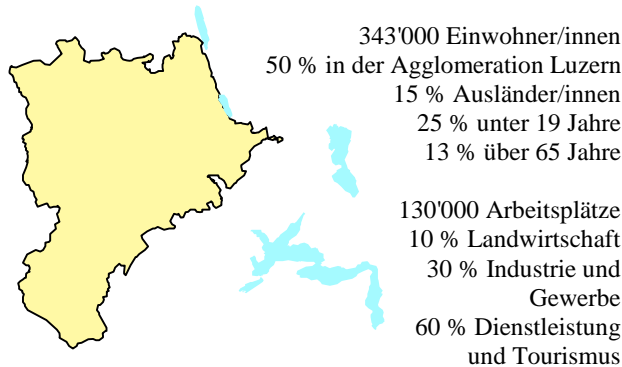 343'000 Einwohner/innen
50 % in der Agglomeration Luzern
15 % Ausländer/innen
25 % unter 19 Jahre
13 % über 65 Jahre
130'000 Arbeitsplätze
10 % Landwirtschaft
30 % Industrie und
Gewerbe
60 % Dienstleistung
und Tourismus